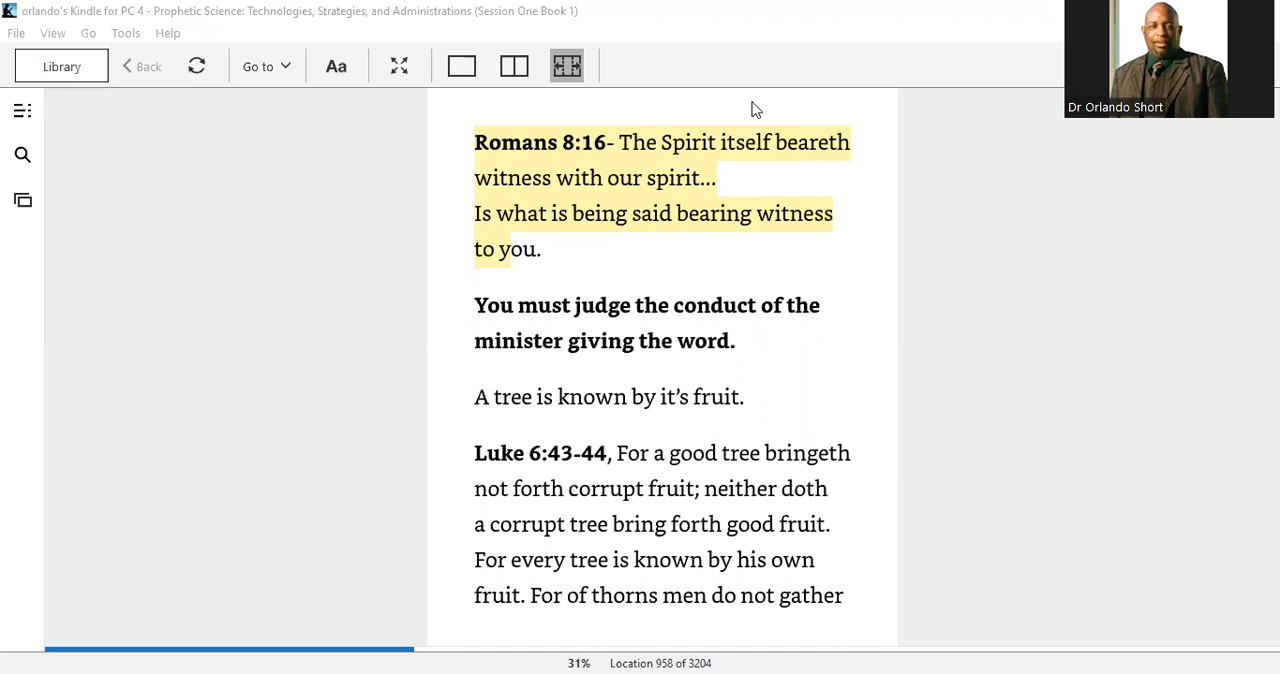 orlando's Kindle for PC 4 - Prophetic Science: Technologies, Strategies, and Administrations (Session One Book 1)
File View Go Tools Help
Library Back Go to Aa
Dr Orlando Short
Romans 8:16- The Spirit itself beareth
witness with our spirit...
Is what is being said bearing witness
to you.
You must judge the conduct of the
minister giving the word.
A tree is known by it’s fruit.
Luke 6:43-44, For a good tree bringeth
not forth corrupt fruit; neither doth
a corrupt tree bring forth good fruit.
For every tree is known by his own
fruit. For of thorns men do not gather
31% Location 958 of 3204